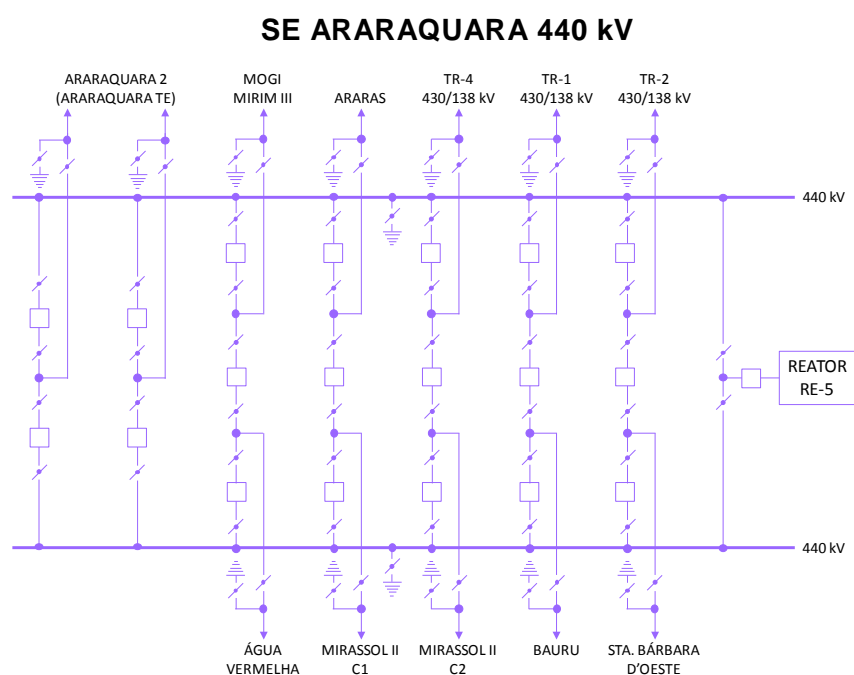 SE ARARAQUARA 440 kV
ARARAQUARA 2
(ARARAQUARA TE)
MOGI
MIRIM III
ARARAS
TR-4
430/138 kV
TR-1
430/138 kV
TR-2
430/138 kV
440 kV
REATOR
RE-5
440 kV
ÁGUA
VERMELHA
MIRASSOL II
C1
MIRASSOL II
C2
BAURU
STA. BÁRBARA
D'OESTE